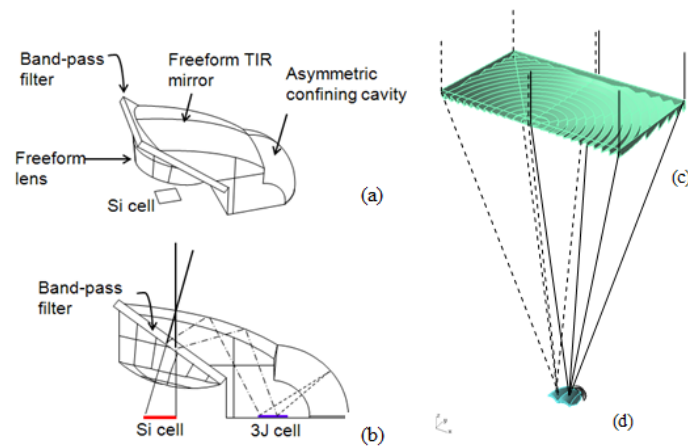 Band-pass
filter
Freeform TIR
mirror
Asymmetric
confining cavity
Freeform
lens
Si cell
(a)
(c)
Band-pass
filter
Si cell
3J cell
(b)
(d)